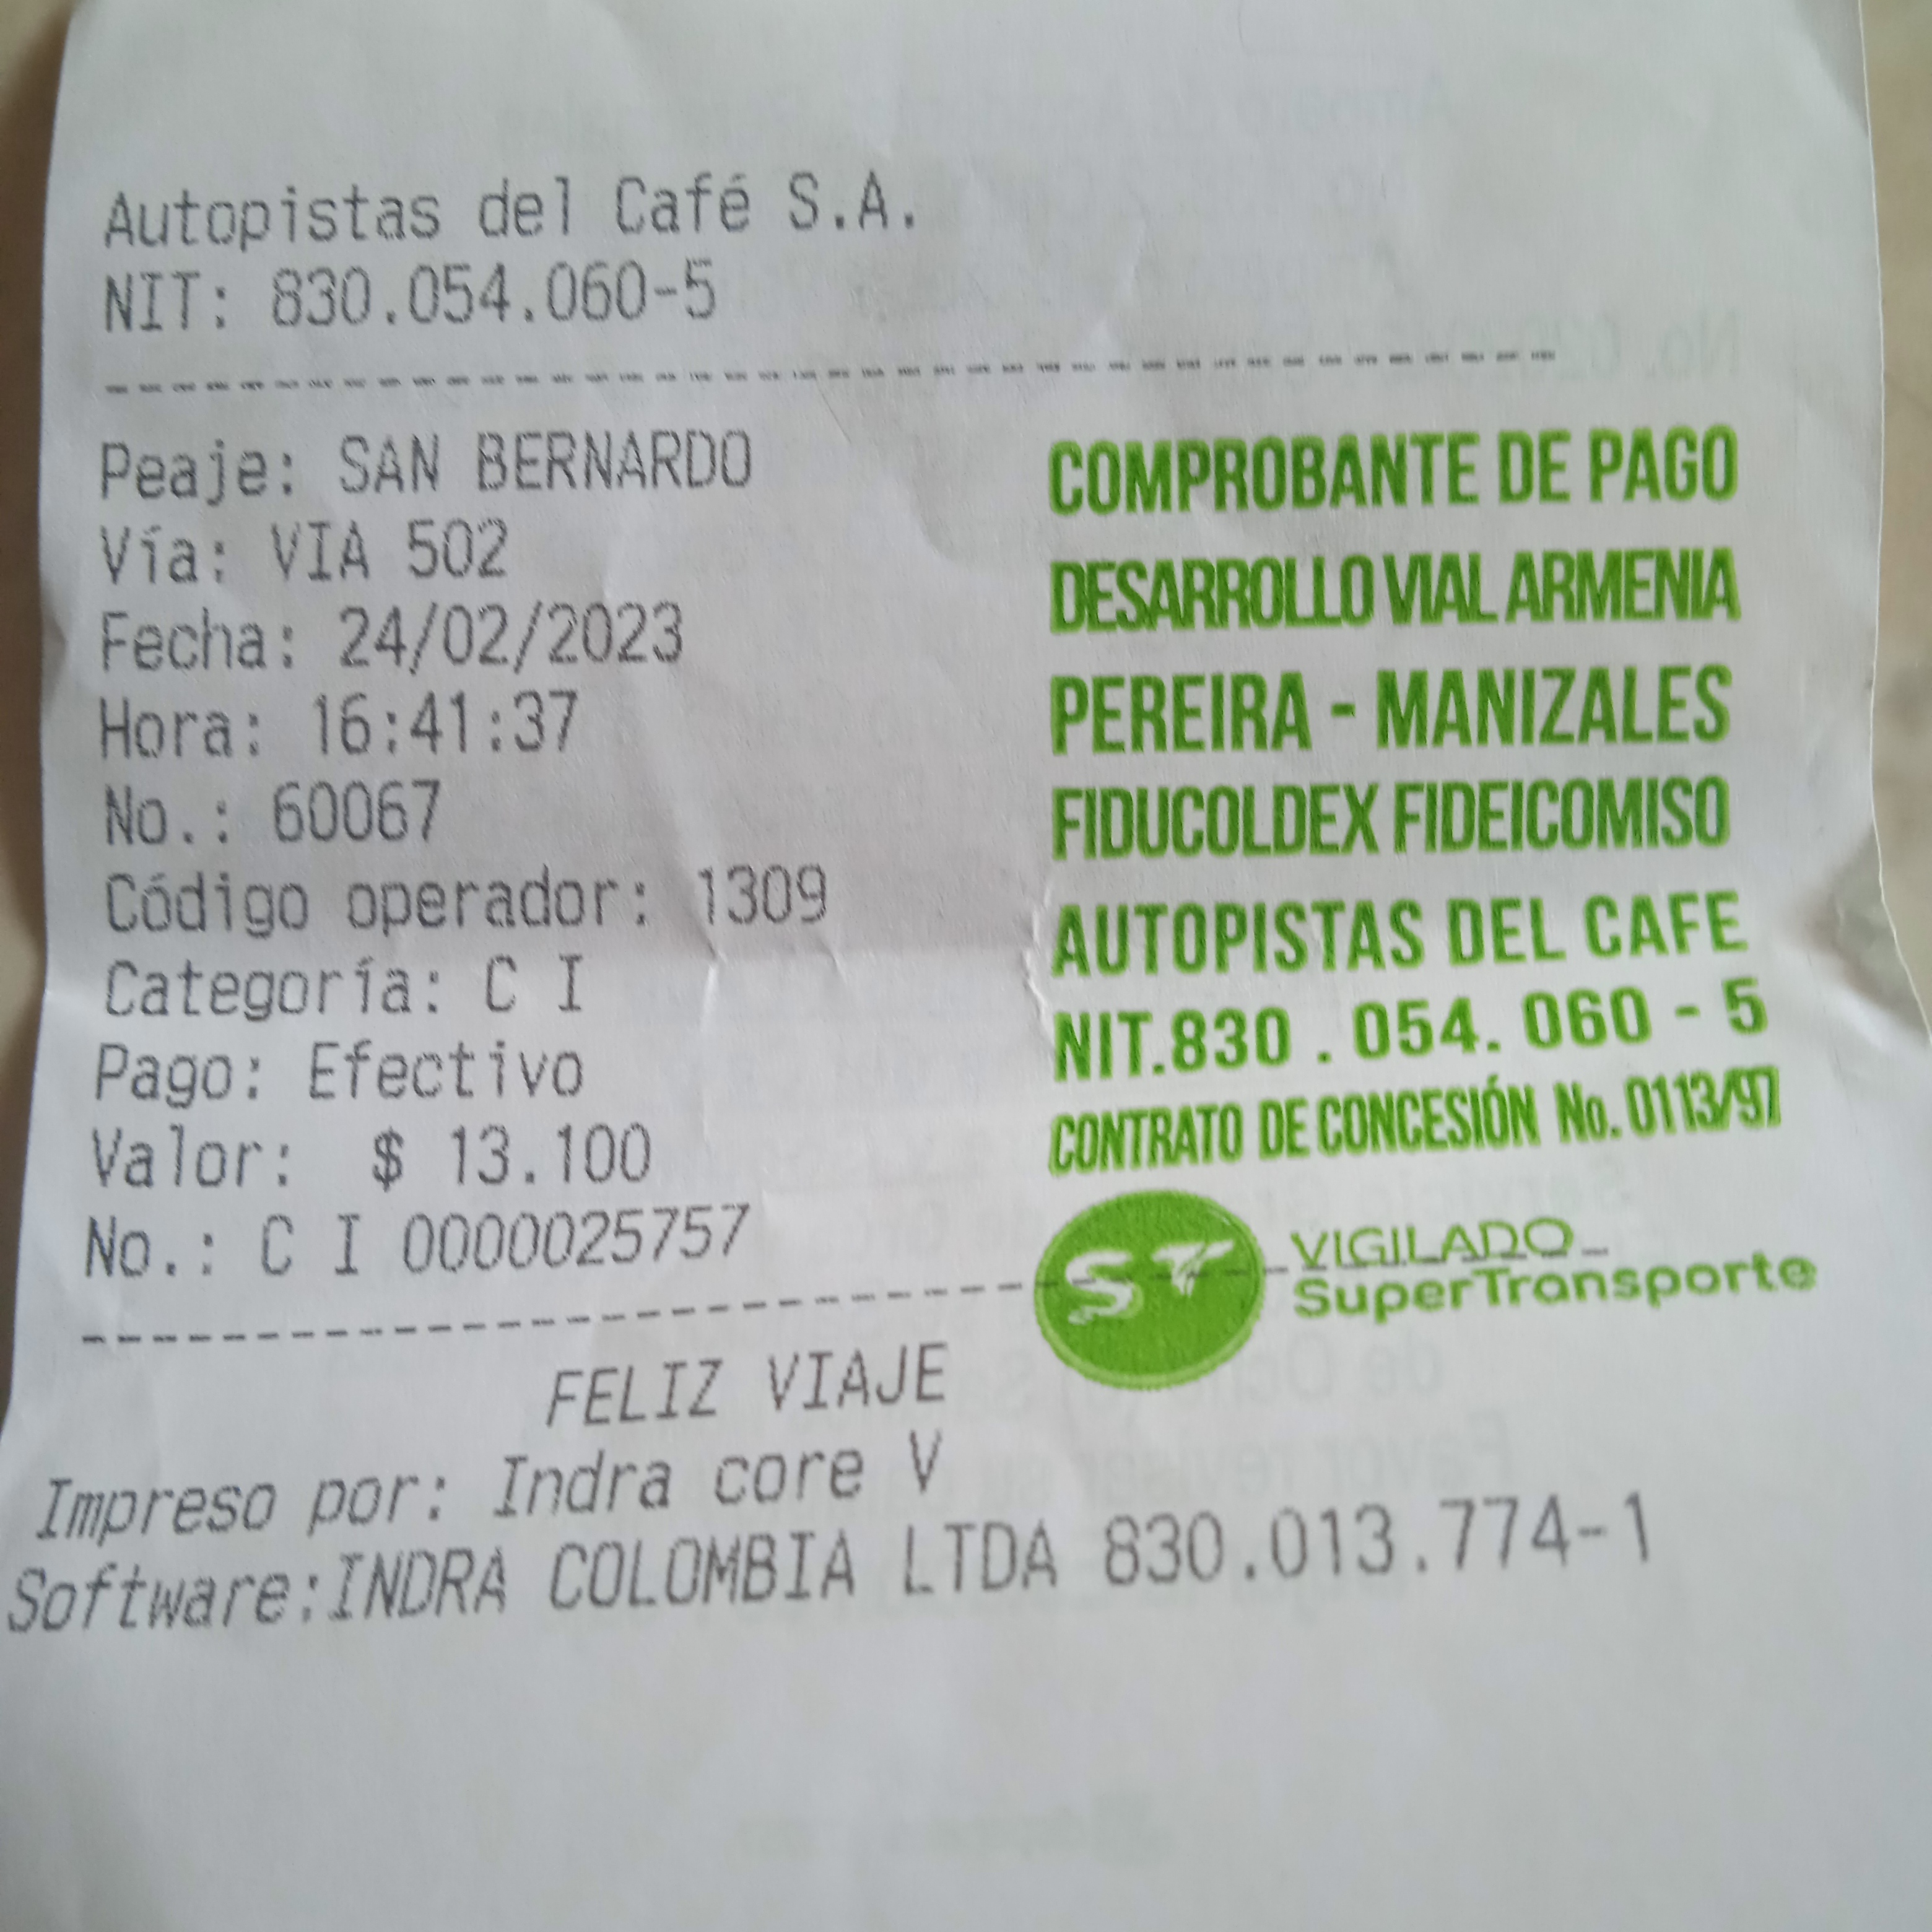 Autopistas del Café S.A.
NIT: 830.054.060-5
Peaje: SAN BERNARDO
Vía: VIA 502
Fecha: 24/02/2023
Hora: 16:41:37
No.: 60067
Código operador: 1309
Categoría: C I
Pago: Efectivo
Valor: $ 13.100
No.: C I 0000025757
COMPROBANTE DE PAGO
DESARROLLO VIAL ARMENIA
PEREIRA - MANIZALES
FIDUCOLDEX FIDEICOMISO
AUTOPISTAS DEL CAFE
NIT.830 . 054. 060 - 5
CONTRATO DE CONCESIÓN No. 0113/97
ST
VIGILADO
SuperTransporte
FELIZ VIAJE
Impreso por: Indra core V
Software:INDRA COLOMBIA LTDA 830.013.774-1